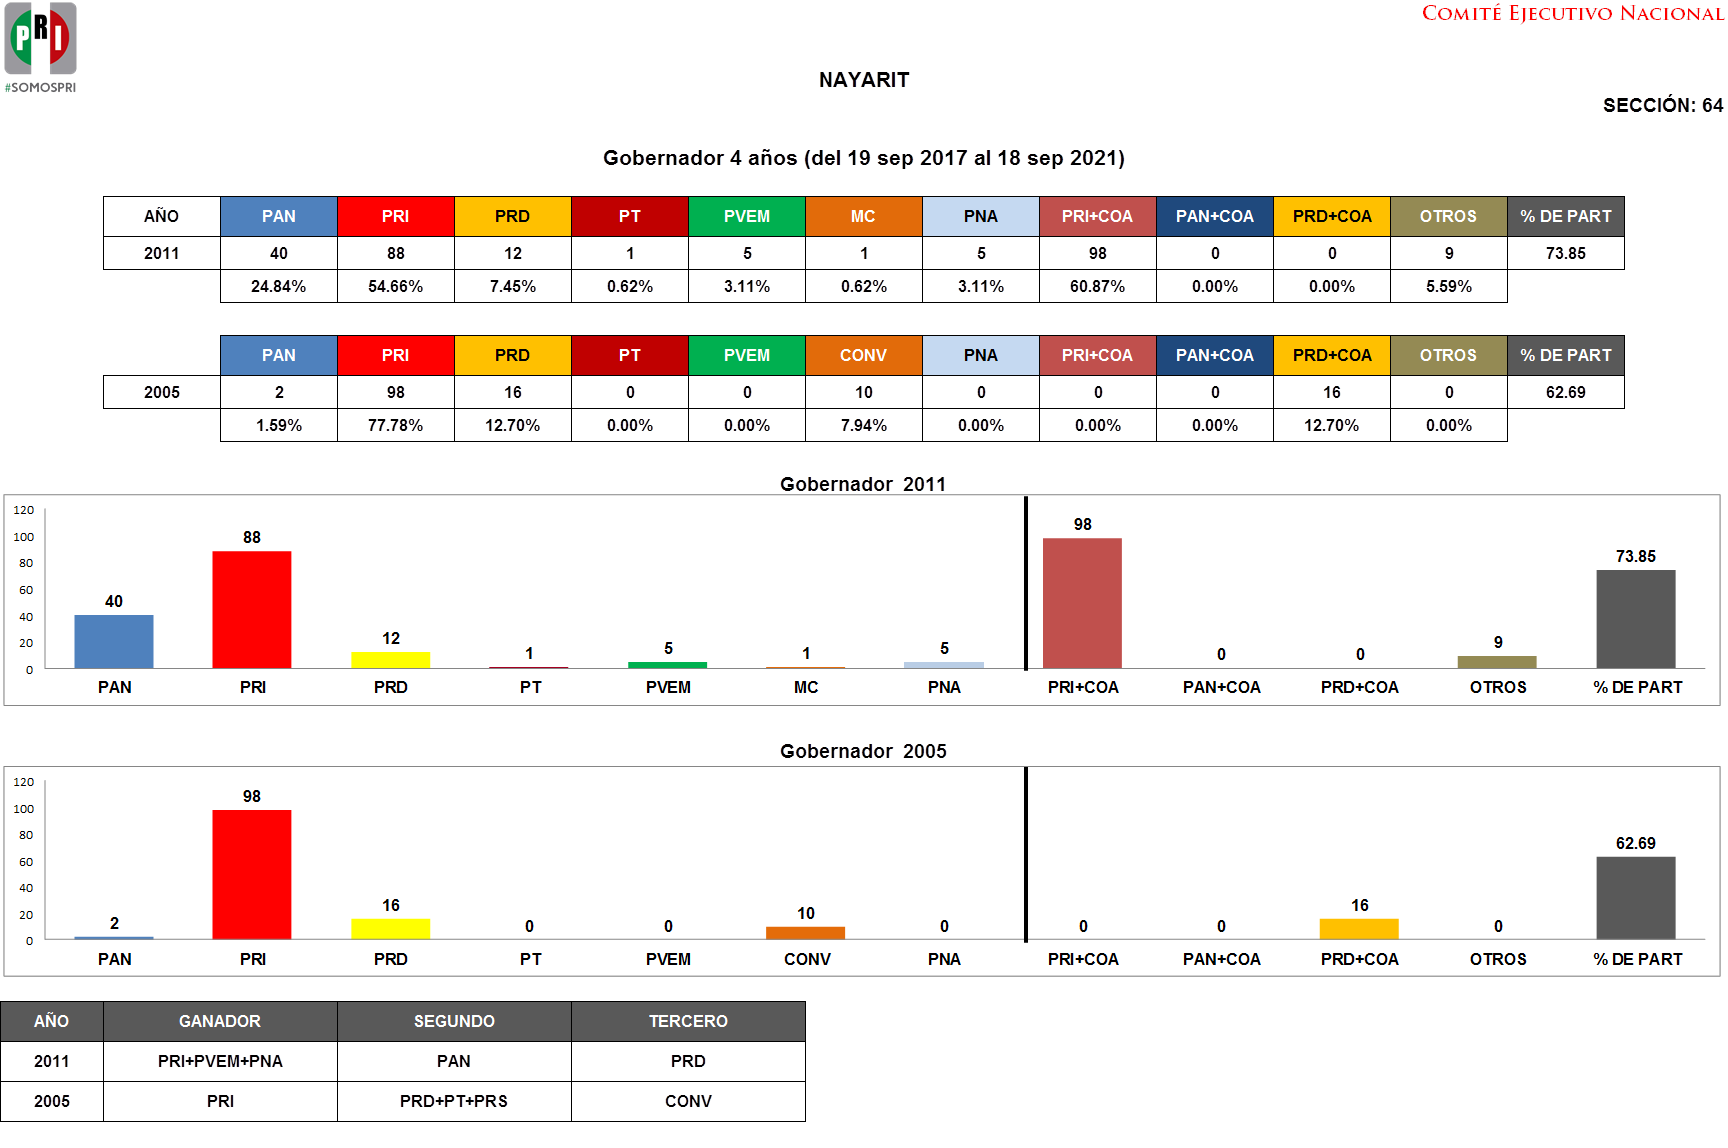 PRI
#SOMOSPRI
COMITÉ EJECUTIVO NACIONAL
NAYARIT
SECCIÓN: 64
Gobernador 4 años (del 19 sep 2017 al 18 sep 2021)
AÑO PAN PRI PRD PT PVEM MC PNA PRI+COA PAN+COA PRD+COA OTROS % DE PART
2011 40 88 12 1 5 1 5 98 0 0 9 73.85
24.84% 54.66% 7.45% 0.62% 3.11% 0.62% 3.11% 60.87% 0.00% 0.00% 5.59%
PAN PRI PRD PT PVEM CONV PNA PRI+COA PAN+COA PRD+COA OTROS % DE PART
2005 2 98 16 0 0 10 0 0 0 16 0 62.69
1.59% 77.78% 12.70% 0.00% 0.00% 7.94% 0.00% 0.00% 0.00% 12.70% 0.00%
Gobernador 2011
120
100
80
60
40
20
0
40 88 12 1 5 1 5 98 0 0 9 73.85
PAN PRI PRD PT PVEM MC PNA PRI+COA PAN+COA PRD+COA OTROS % DE PART
Gobernador 2005
120
100
80
60
40
20
0
2 98 16 0 0 10 0 0 0 16 0 62.69
PAN PRI PRD PT PVEM CONV PNA PRI+COA PAN+COA PRD+COA OTROS % DE PART
AÑO GANADOR SEGUNDO TERCERO
2011 PRI+PVEM+PNA PAN PRD
2005 PRI PRD+PT+PRS CONV